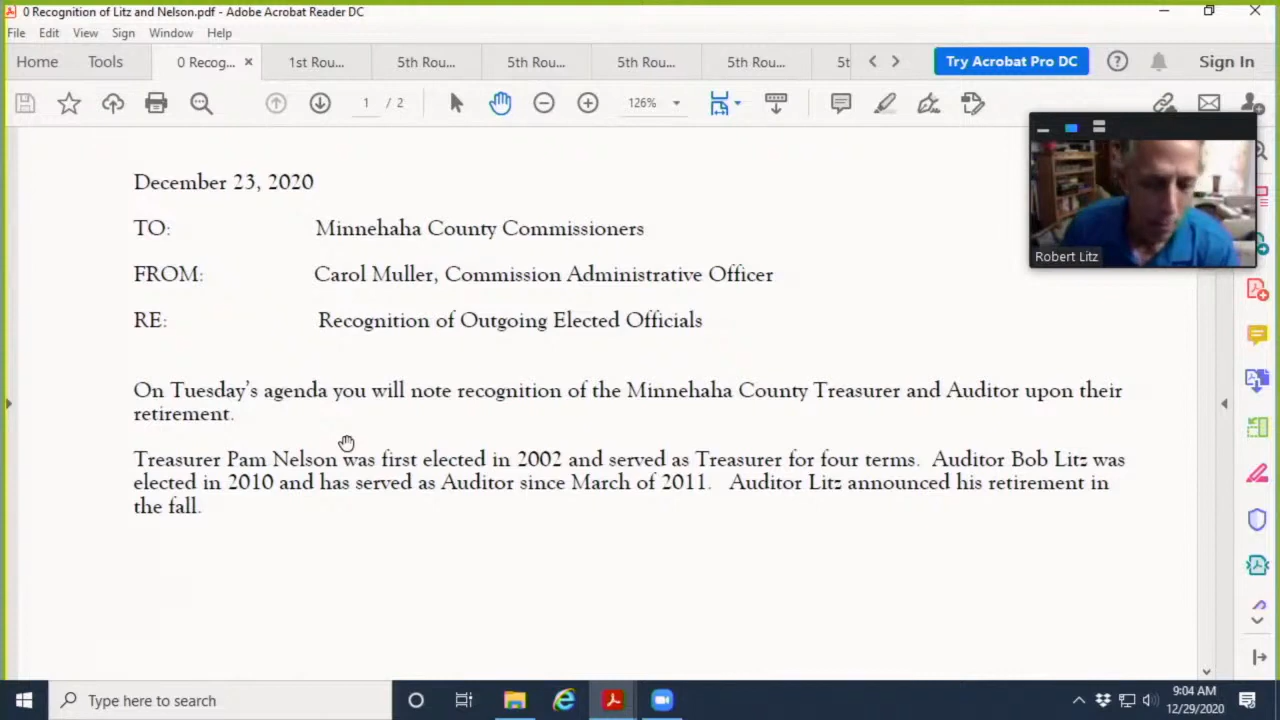 0 Recognition of Litz and Nelson.pdf - Adobe Acrobat Reader DC
File Edit View Sign Window Help
Home Tools 0 Recog... × 1st Rou... 5th Rou... 5th Rou... 5th Rou... 5th Rou... 5t Try Acrobat Pro DC Sign In
1 / 2 126%
December 23, 2020
TO: Minnehaha County Commissioners
FROM: Carol Muller, Commission Administrative Officer
Robert Litz
RE: Recognition of Outgoing Elected Officials
On Tuesday's agenda you will note recognition of the Minnehaha County Treasurer and Auditor upon their
retirement.
Treasurer Pam Nelson was first elected in 2002 and served as Treasurer for four terms. Auditor Bob Litz was
elected in 2010 and has served as Auditor since March of 2011. Auditor Litz announced his retirement in
the fall.
Type here to search
9:04 AM
12/29/2020